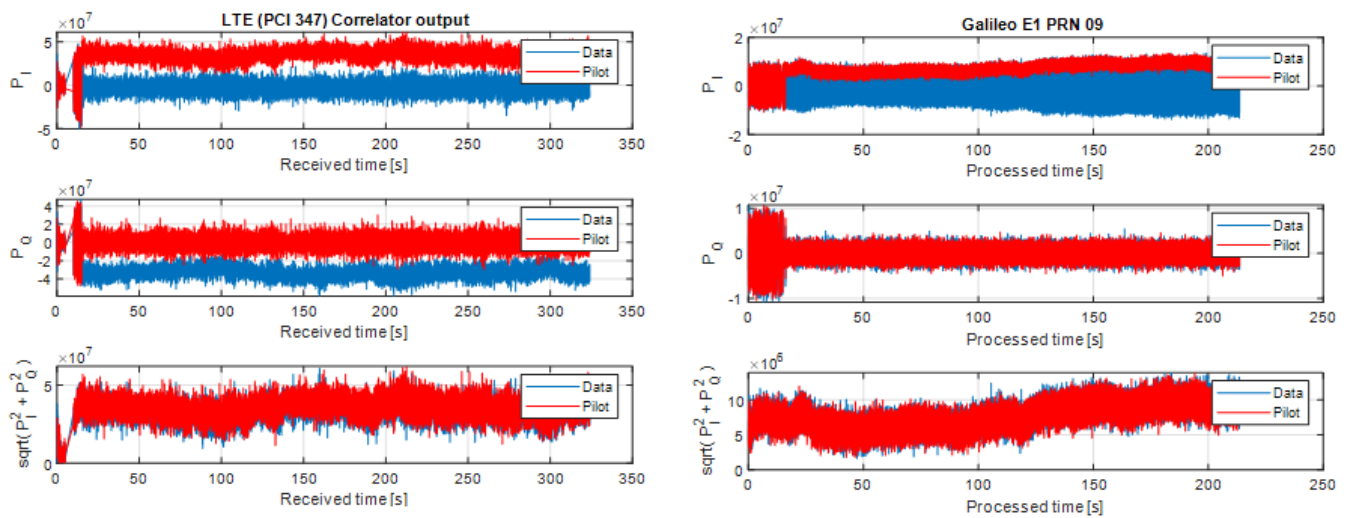 LTE (PCI 347) Correlator output
×10^7
5
0
-5
P_I
Data
Pilot
0 50 100 150 200 250 300 350
Received time [s]
×10^7
4
2
0
-2
-4
P_Q
Data
Pilot
0 50 100 150 200 250 300 350
Received time [s]
×10^7
5
0
sqrt( P_I^2 + P_Q^2 )
Data
Pilot
0 50 100 150 200 250 300 350
Received time [s]
Galileo E1 PRN 09
×10^7
2
1
0
-1
-2
P_I
Data
Pilot
0 50 100 150 200 250
Processed time [s]
×10^7
1
0
-1
P_Q
Data
Pilot
0 50 100 150 200 250
Processed time [s]
×10^6
10
5
0
sqrt( P_I^2 + P_Q^2 )
Data
Pilot
0 50 100 150 200 250
Processed time [s]